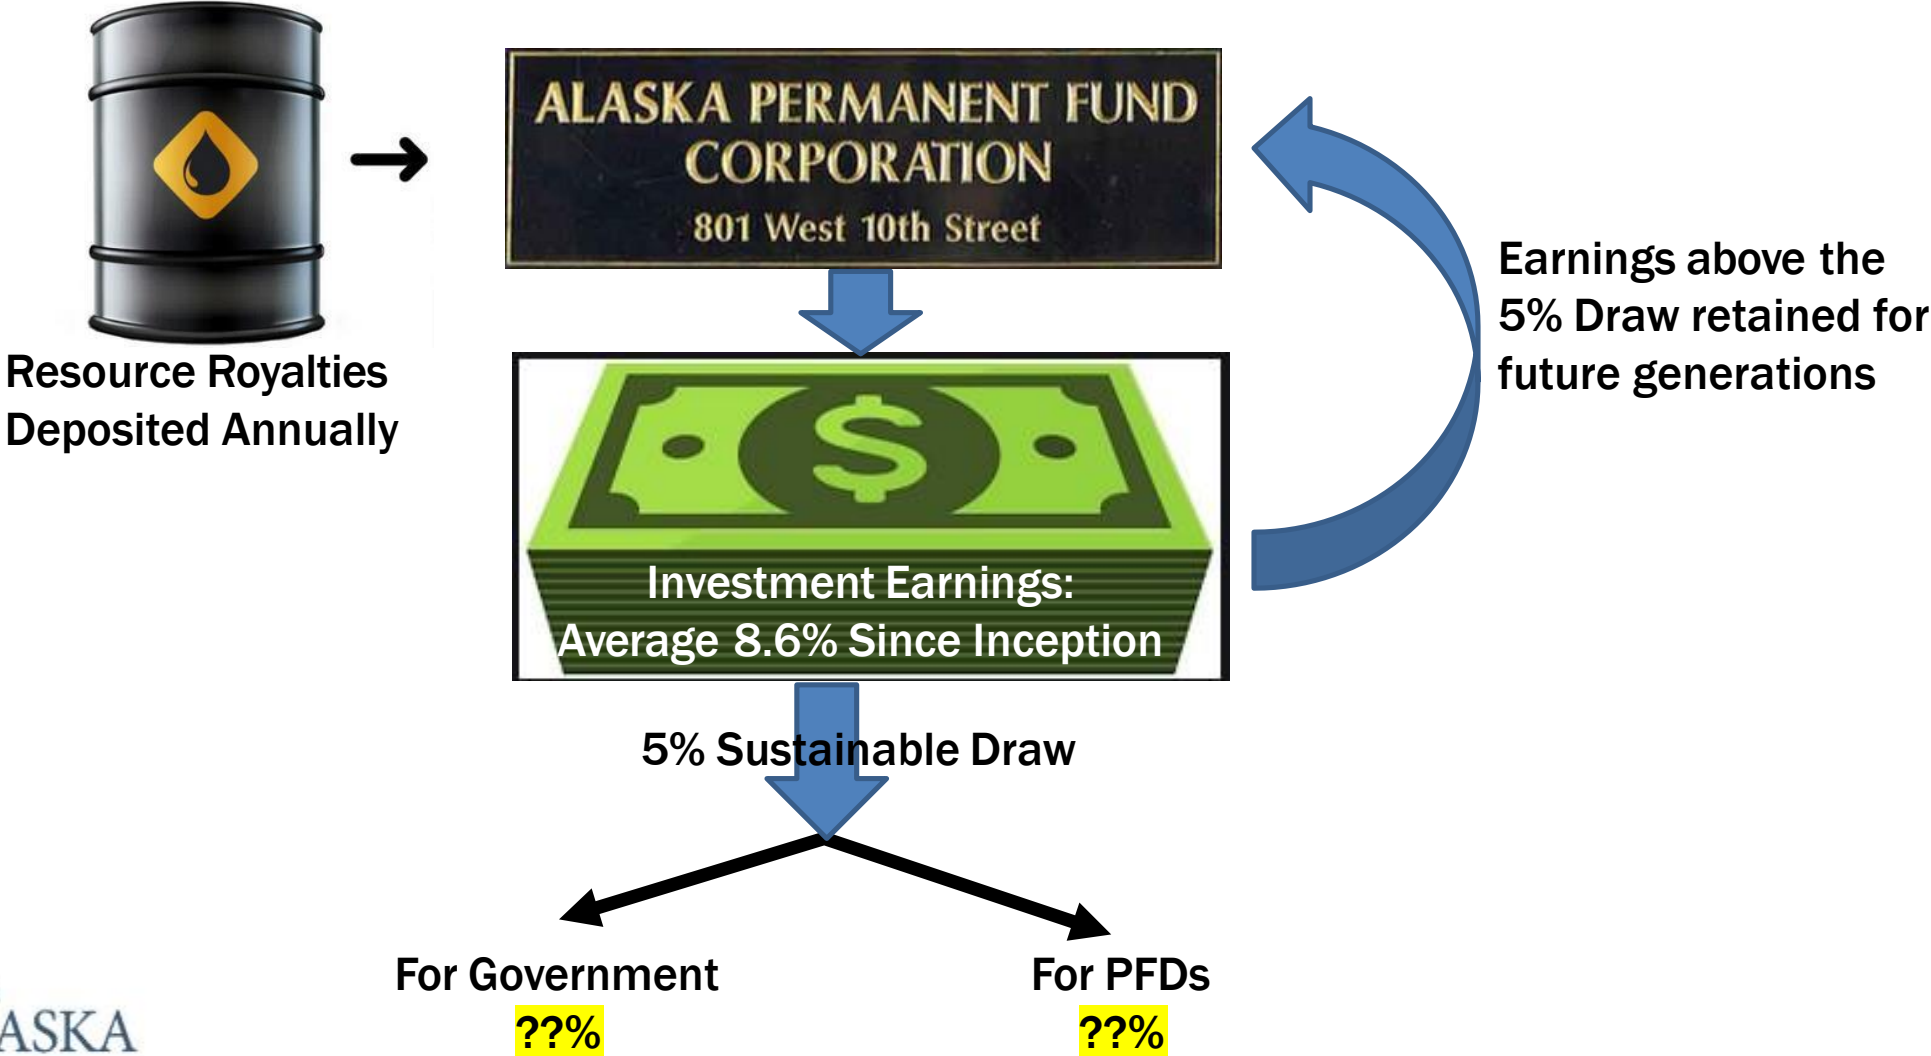 ALASKA PERMANENT FUND
CORPORATION
801 West 10th Street
Resource Royalties
Deposited Annually
Earnings above the
5% Draw retained for
future generations
Investment Earnings:
Average 8.6% Since Inception
5% Sustainable Draw
For Government
??%
For PFDs
??%
ASKA